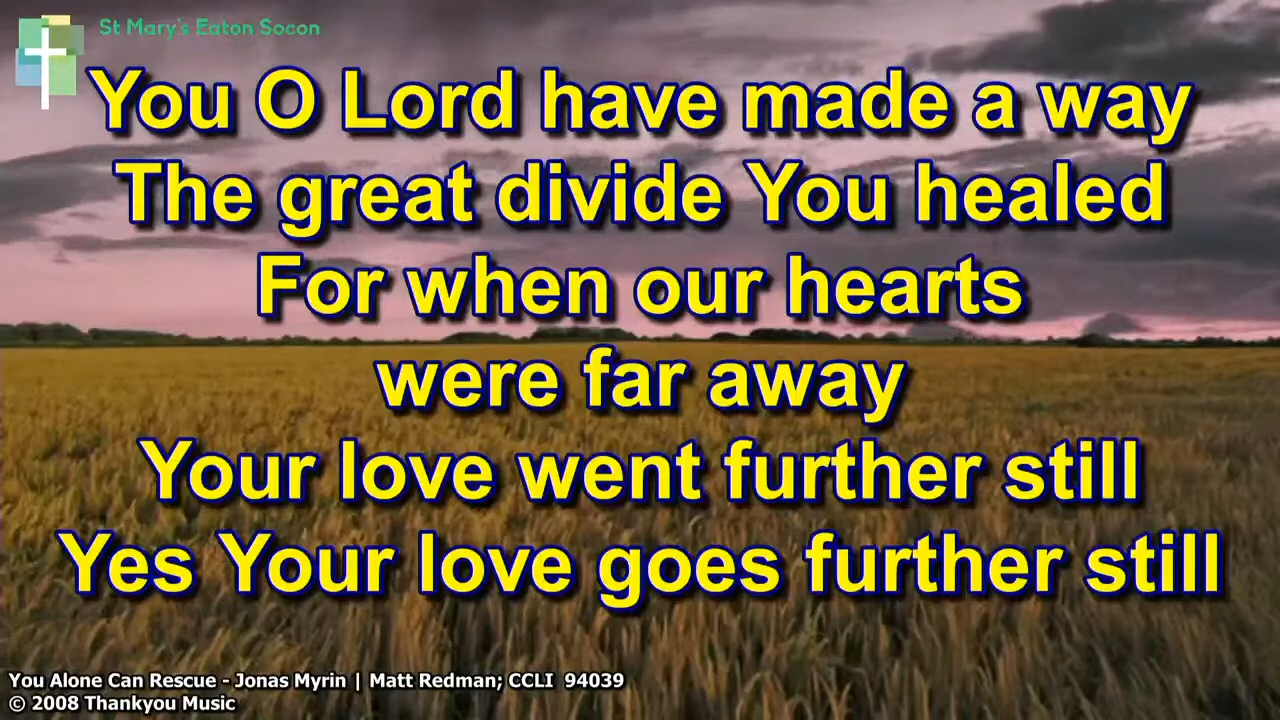 St Mary's Eaton Socon
You O Lord have made a way
The great divide You healed
For when our hearts
were far away
Your love went further still
Yes Your love goes further still
You Alone Can Rescue - Jonas Myrin | Matt Redman; CCLI 94039
© 2008 Thankyou Music